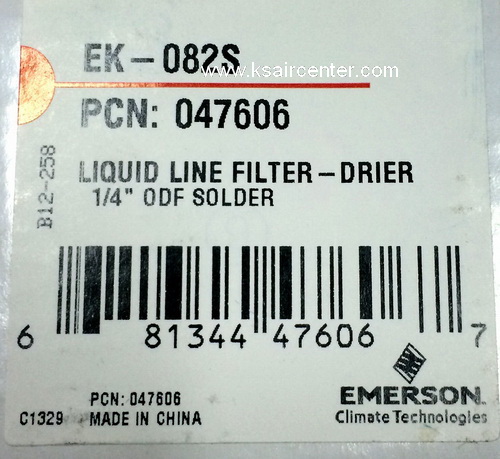 EK-082S
www.ksaircenter.com
PCN: 047606
B12-258
LIQUID LINE FILTER-DRIER
1/4" ODF SOLDER
6 81344 47606 7
PCN: 047606
C1329 MADE IN CHINA
EMERSON
Climate Technologies